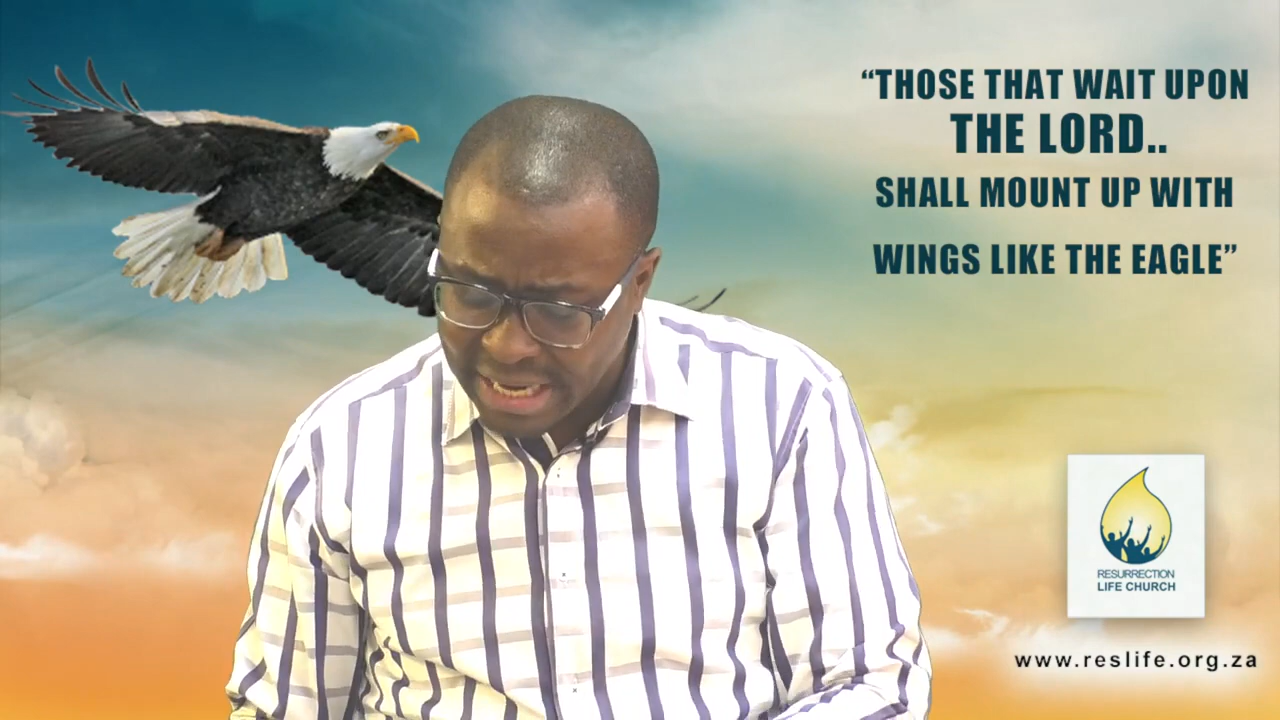 “THOSE THAT WAIT UPON
THE LORD..
SHALL MOUNT UP WITH
WINGS LIKE THE EAGLE”
RESURRECTION
LIFE CHURCH
www.reslife.org.za